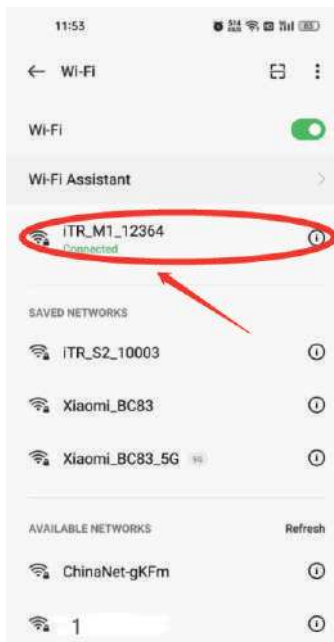 11:53
Wi-Fi
Wi-Fi
Wi-Fi Assistant
iTR_M1_12364
Connected
SAVED NETWORKS
iTR_S2_10003
Xiaomi_BC83
Xiaomi_BC83_5G 5G
AVAILABLE NETWORKS Refresh
ChinaNet-gKFm
1